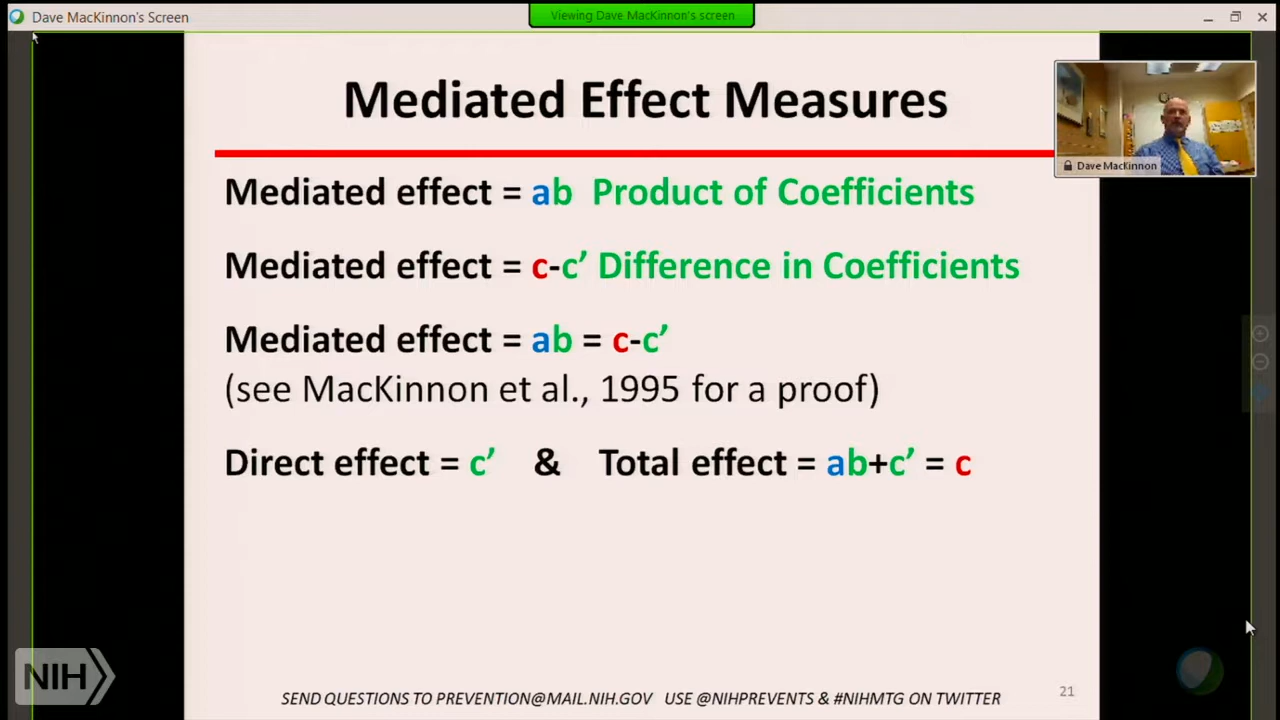 Dave MacKinnon's Screen
Viewing Dave MacKinnon's screen
Mediated Effect Measures
Dave MacKinnon
Mediated effect = ab Product of Coefficients
Mediated effect = c-c’ Difference in Coefficients
Mediated effect = ab = c-c’
(see MacKinnon et al., 1995 for a proof)
Direct effect = c’ & Total effect = ab+c’ = c
NIH
SEND QUESTIONS TO PREVENTION@MAIL.NIH.GOV USE @NIHPREVENTS & #NIHMTG ON TWITTER
21